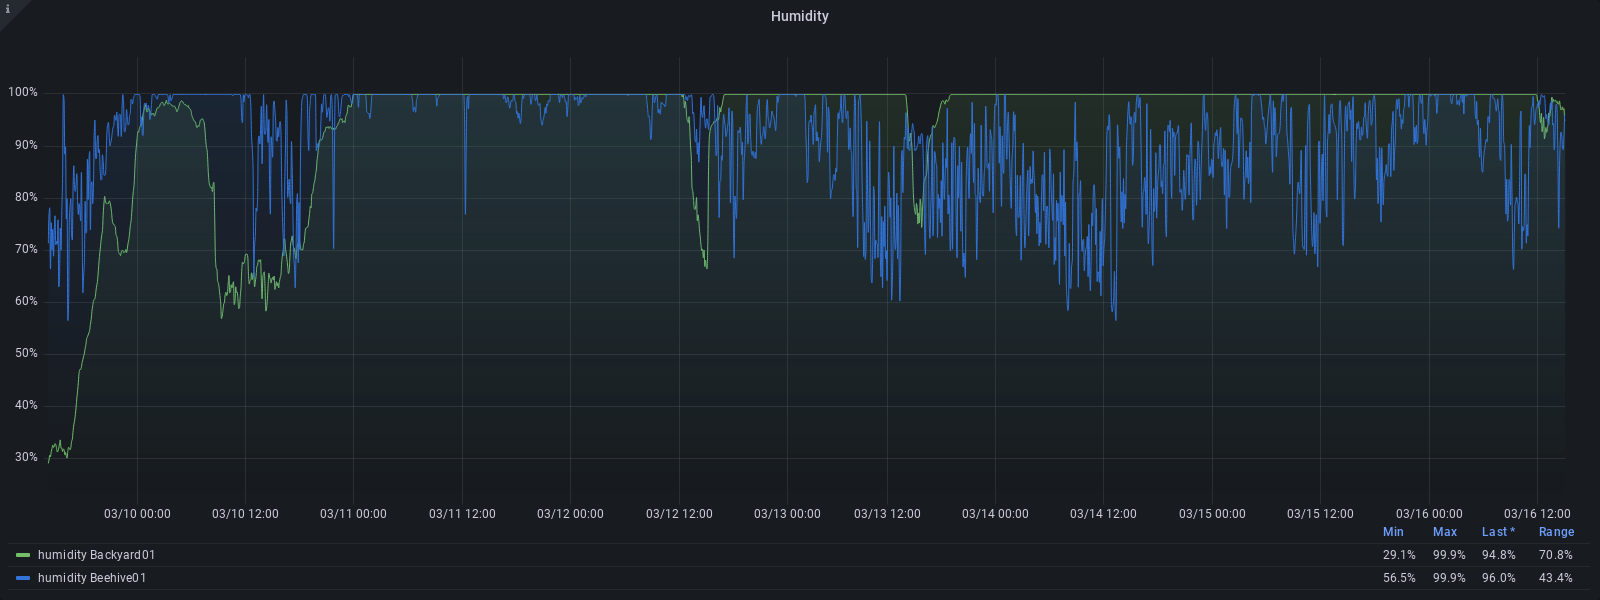 i
Humidity
100%
90%
80%
70%
60%
50%
40%
30%
03/10 00:00 03/10 12:00 03/11 00:00 03/11 12:00 03/12 00:00 03/12 12:00 03/13 00:00 03/13 12:00 03/14 00:00 03/14 12:00 03/15 00:00 03/15 12:00 03/16 00:00 03/16 12:00
Min Max Last * Range
humidity Backyard01 29.1% 99.9% 94.8% 70.8%
humidity Beehive01 56.5% 99.9% 96.0% 43.4%